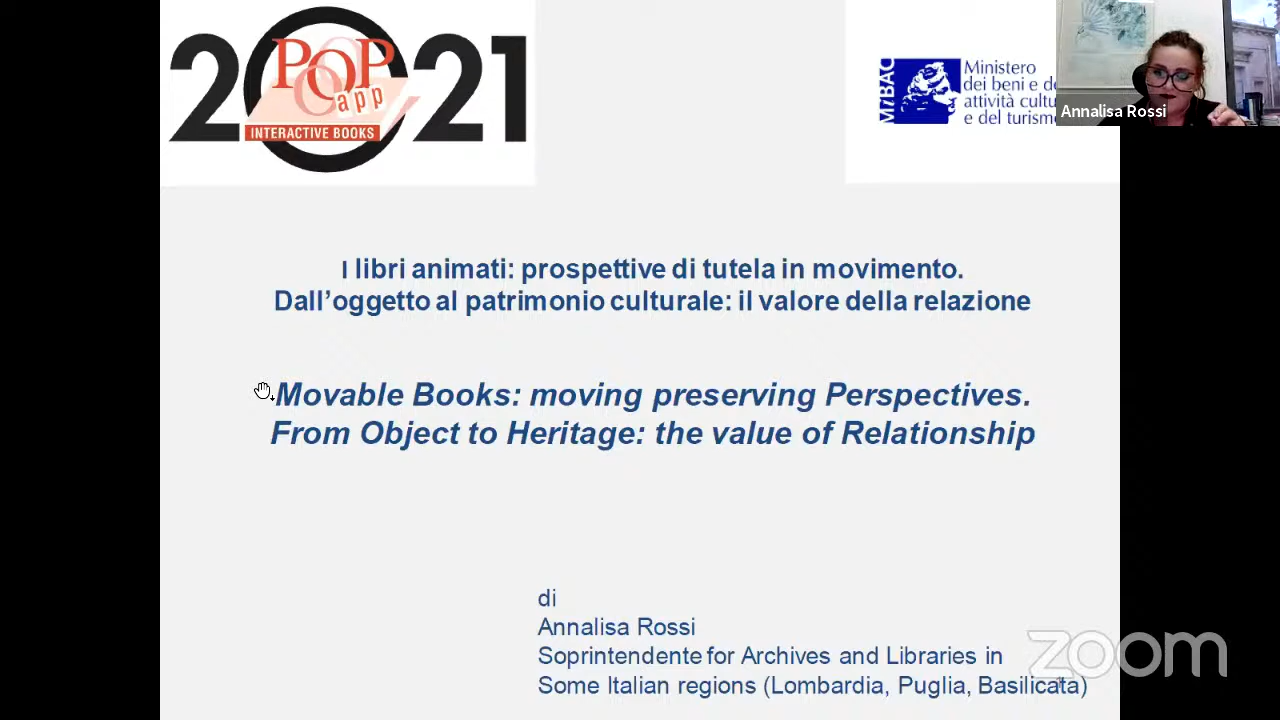 2021
POP
app
INTERACTIVE BOOKS
MiBAC
Ministero
dei beni e de
attività cultu
e del turism
Annalisa Rossi
I libri animati: prospettive di tutela in movimento.
Dall'oggetto al patrimonio culturale: il valore della relazione
Movable Books: moving preserving Perspectives.
From Object to Heritage: the value of Relationship
di
Annalisa Rossi
Soprintendente for Archives and Libraries in
Some Italian regions (Lombardia, Puglia, Basilicata)
zoom